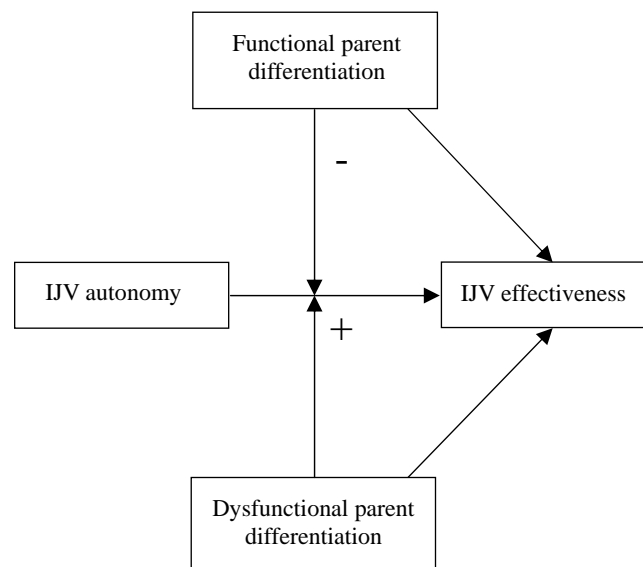 Functional parent
differentiation
-
IJV autonomy
IJV effectiveness
+
Dysfunctional parent
differentiation